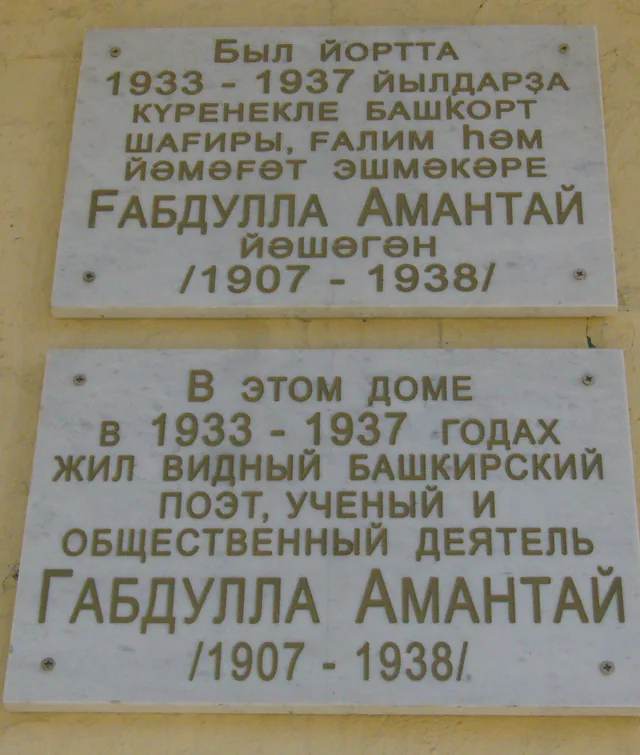 Был йортта
1933 - 1937 йылдарҙа
күренекле башҡорт
шағиры, ғалим һәм
йәмәғәт эшмәкәре
Ғабдулла Амантай
йәшәгән
/1907 - 1938/
В этом доме
в 1933 - 1937 годах
жил видный башкирский
поэт, ученый и
общественный деятель
Габдулла Амантай
/1907 - 1938/